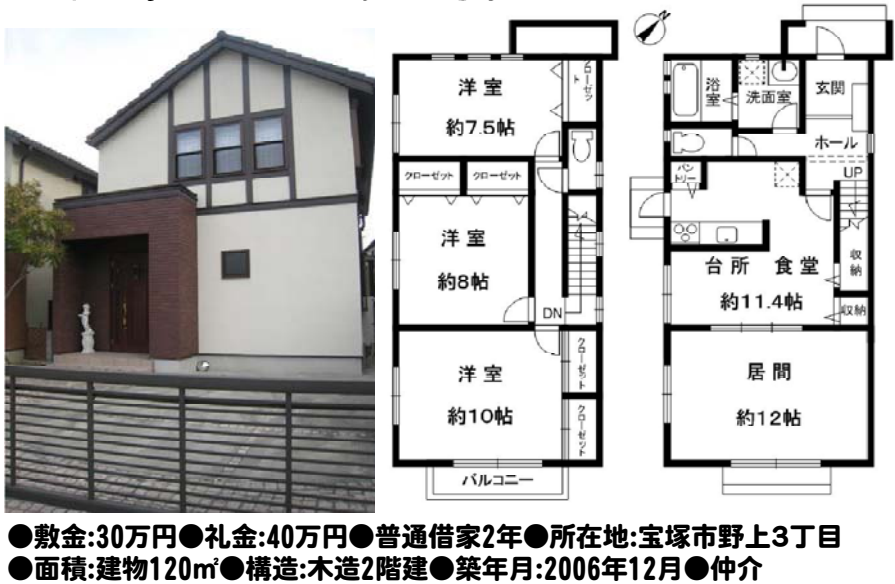 洋室
約7.5帖
クローゼット
クローゼット
クローゼット
洋室
約8帖
DN
洋室
約10帖
クローゼット
クローゼット
バルコニー
浴室
洗面室
玄関
ホール
UP
パントリー
台所 食堂
約11.4帖
収納
収納
居間
約12帖
●敷金:30万円●礼金:40万円●普通借家2年●所在地:宝塚市野上3丁目
●面積:建物120㎡●構造:木造2階建●築年月:2006年12月●仲介